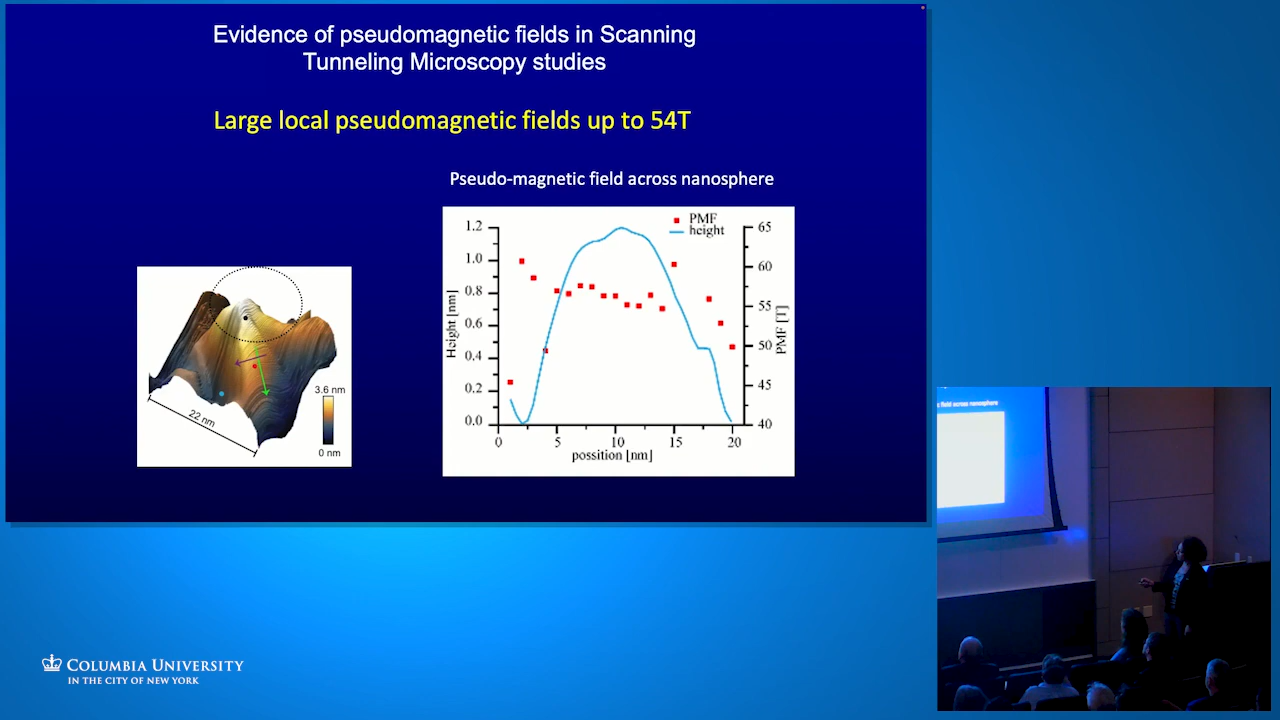 Evidence of pseudomagnetic fields in Scanning
Tunneling Microscopy studies
Large local pseudomagnetic fields up to 54T
Pseudo-magnetic field across nanosphere
PMF
height
1.2
1.0
0.8
0.6
0.4
0.2
0.0
Height [nm]
65
60
55
50
45
40
PMF [T]
0
5
10
15
20
possition [nm]
22 nm
3.6 nm
0 nm
field across nanosphere
COLUMBIA UNIVERSITY
IN THE CITY OF NEW YORK